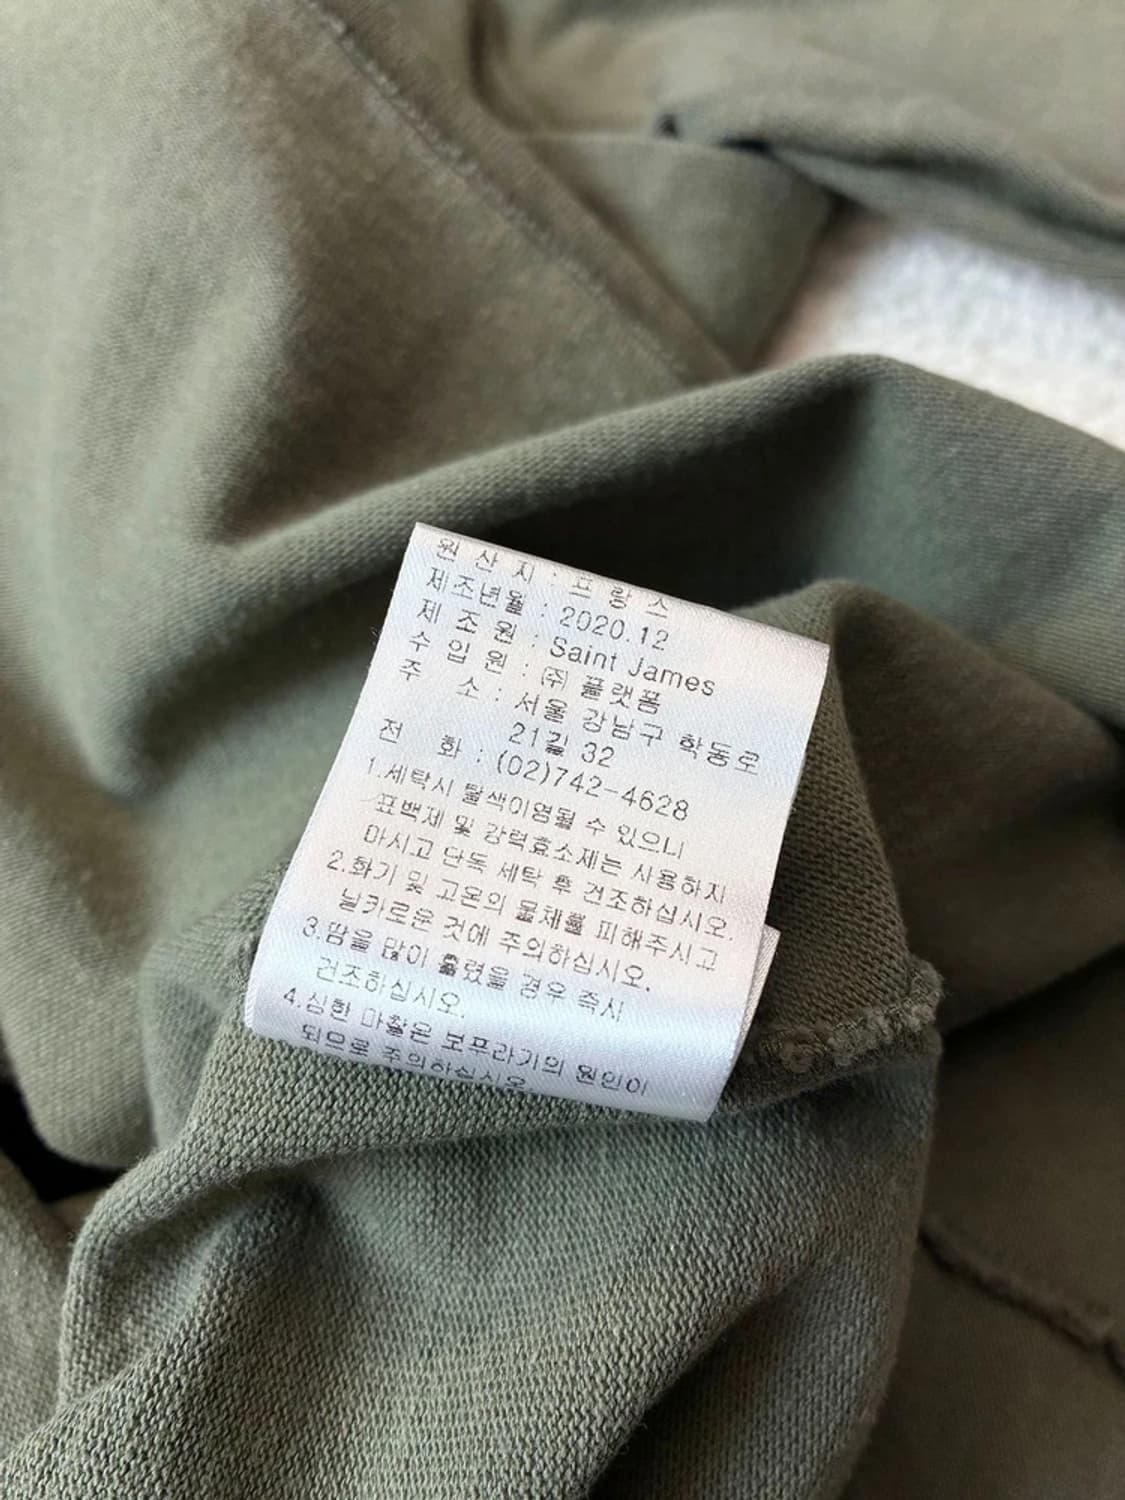 원 산 지 : 프 랑 스
제조년월 : 2020.12
제 조 원 : Saint James
수 입 원 : ㈜ 플랫폼
주 소 : 서울 강남구 학동로
21길 32
전 화 : (02)742-4628
1.세탁시 탈색이염될 수 있으니
표백제 및 강력효소제는 사용하지
마시고 단독 세탁 후 건조하십시오.
2.화기 및 고온의 물체를 피해주시고
날카로운 것에 주의하십시오.
3.땀을 많이 흘렸을 경우 즉시
건조하십시오.
4.심한 마찰은 보푸라기의 원인이
되므로 주의하십시오.